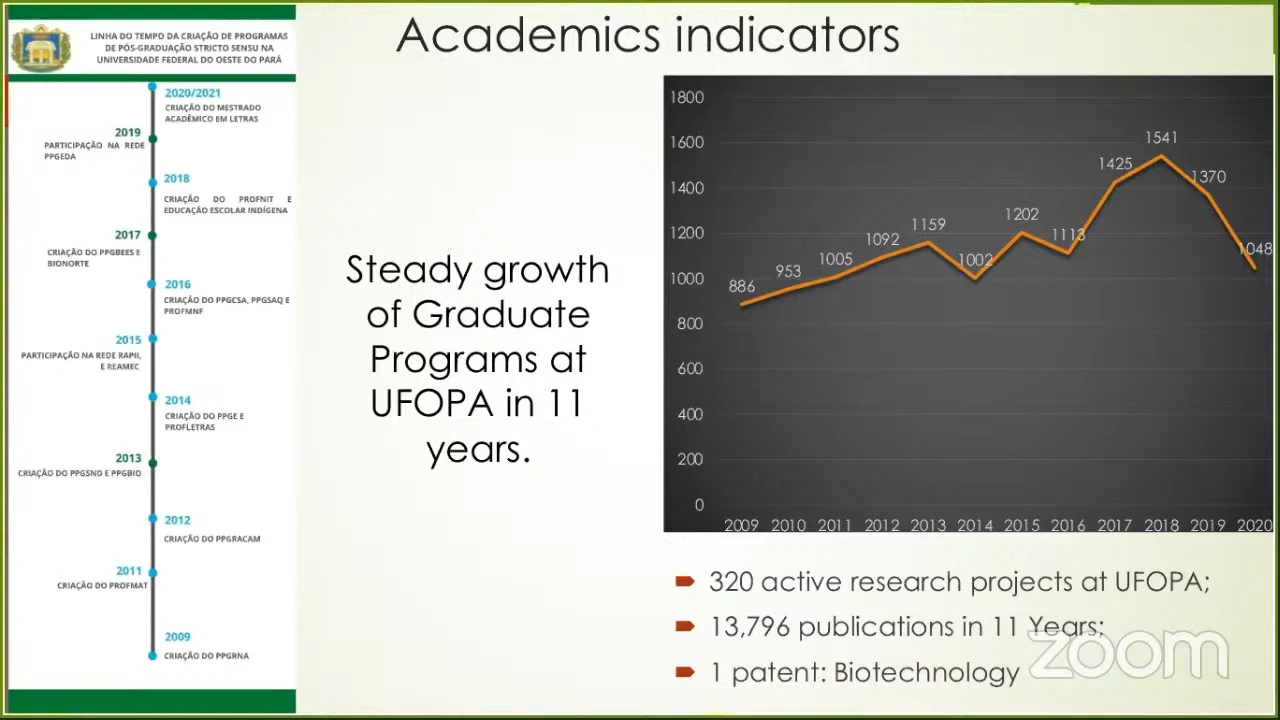 Academics indicators
LINHA DO TEMPO DA CRIAÇÃO DE PROGRAMAS
DE PÓS-GRADUAÇÃO STRICTO SENSU NA
UNIVERSIDADE FEDERAL DO OESTE DO PARÁ
2020/2021
CRIAÇÃO DO MESTRADO
ACADÊMICO EM LETRAS
2019
PARTICIPAÇÃO NA REDE
PPGEDA
2018
CRIAÇÃO DO PROFNIT E
EDUCAÇÃO ESCOLAR INDÍGENA
2017
CRIAÇÃO DO PPGBEES E
BIONORTE
2016
CRIAÇÃO DO PPGCSA, PPGSAQ E
PROFMNF
2015
PARTICIPAÇÃO NA REDE RAPII,
E REAMEC
2014
CRIAÇÃO DO PPGE E
PROFLETRAS
2013
CRIAÇÃO DO PPGSND E PPGBIO
2012
CRIAÇÃO DO PPGRACAM
2011
CRIAÇÃO DO PROFMAT
2009
CRIAÇÃO DO PPGRNA
Steady growth
of Graduate
Programs at
UFOPA in 11
years.
1800
1600
1400
1200
1000
800
600
400
200
0
886
953
1005
1092
1159
1002
1202
1113
1425
1541
1370
1048
2009 2010 2011 2012 2013 2014 2015 2016 2017 2018 2019 2020
320 active research projects at UFOPA;
13,796 publications in 11 Years;
1 patent: Biotechnology
zoom